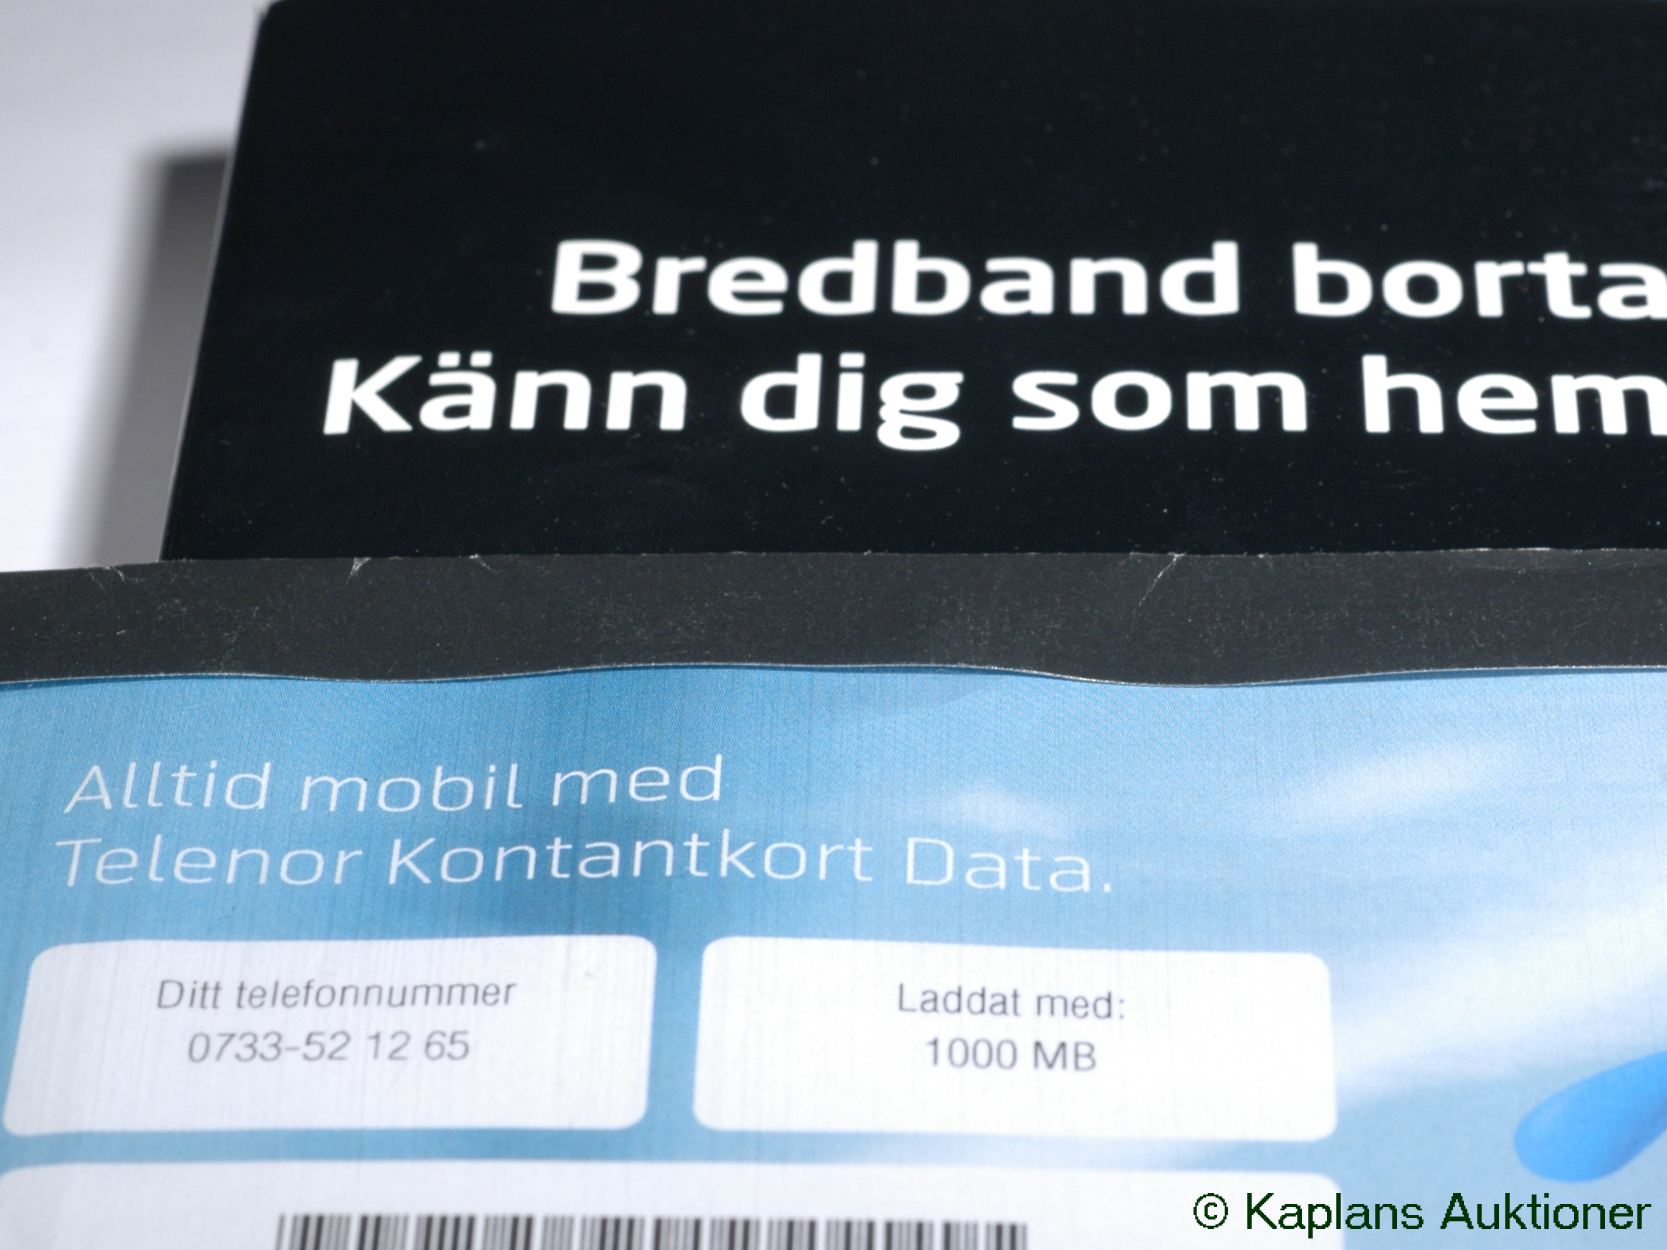 Bredband borta
Känn dig som hem
Alltid mobil med
Telenor Kontantkort Data.
Ditt telefonnummer
0733-52 12 65
Laddat med:
1000 MB
© Kaplans Auktioner